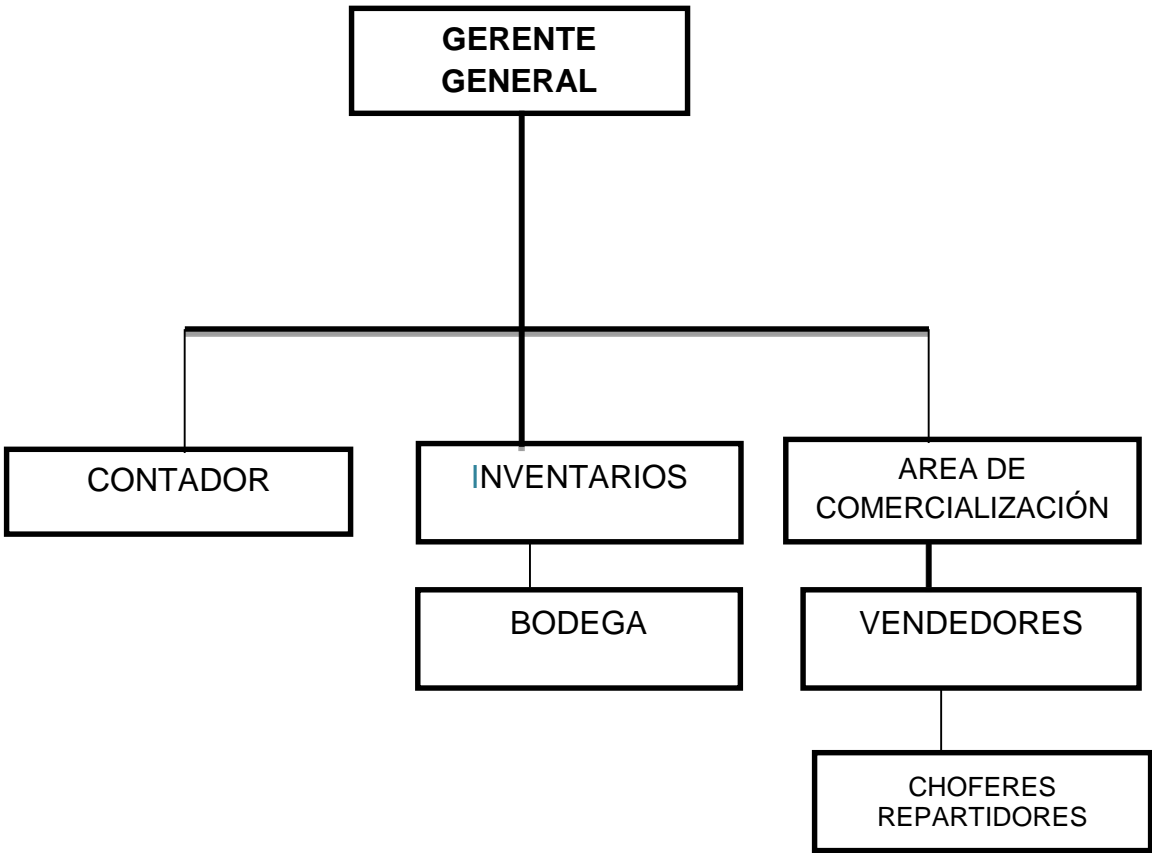 GERENTE
GENERAL
CONTADOR
INVENTARIOS
AREA DE
COMERCIALIZACIÓN
BODEGA
VENDEDORES
CHOFERES
REPARTIDORES